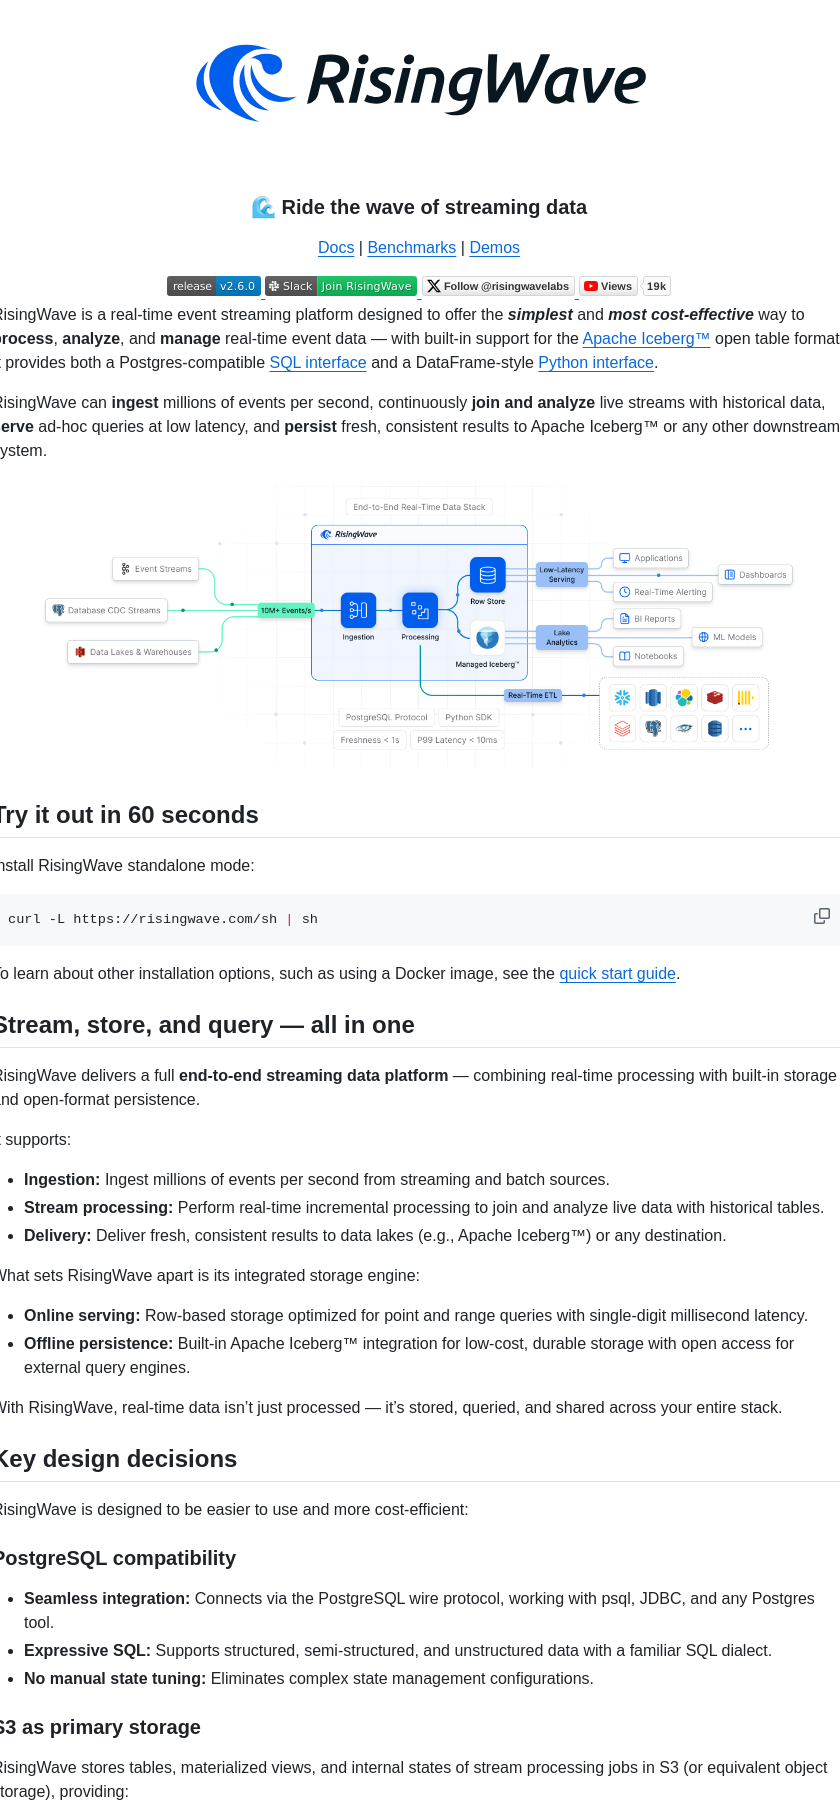 RisingWave
🌊 Ride the wave of streaming data
Docs | Benchmarks | Demos
release v2.6.0 Slack Join RisingWave Follow @risingwavelabs Views 19k
RisingWave is a real-time event streaming platform designed to offer the simplest and most cost-effective way to
process, analyze, and manage real-time event data — with built-in support for the Apache Iceberg™ open table format
t provides both a Postgres-compatible SQL interface and a DataFrame-style Python interface.
RisingWave can ingest millions of events per second, continuously join and analyze live streams with historical data,
serve ad-hoc queries at low latency, and persist fresh, consistent results to Apache Iceberg™ or any other downstream
ystem.
End-to-End Real-Time Data Stack
RisingWave
Event Streams
Database CDC Streams
Data Lakes & Warehouses
10M+ Events/s
Ingestion
Processing
Row Store
Managed Iceberg™
Low-Latency
Serving
Lake
Analytics
Real-Time ETL
Applications
Dashboards
Real-Time Alerting
BI Reports
ML Models
Notebooks
PostgreSQL Protocol
Python SDK
Freshness < 1s
P99 Latency < 10ms
Try it out in 60 seconds
nstall RisingWave standalone mode:
curl -L https://risingwave.com/sh | sh
To learn about other installation options, such as using a Docker image, see the quick start guide.
Stream, store, and query — all in one
RisingWave delivers a full end-to-end streaming data platform — combining real-time processing with built-in storage
and open-format persistence.
t supports:
• Ingestion: Ingest millions of events per second from streaming and batch sources.
• Stream processing: Perform real-time incremental processing to join and analyze live data with historical tables.
• Delivery: Deliver fresh, consistent results to data lakes (e.g., Apache Iceberg™) or any destination.
What sets RisingWave apart is its integrated storage engine:
• Online serving: Row-based storage optimized for point and range queries with single-digit millisecond latency.
• Offline persistence: Built-in Apache Iceberg™ integration for low-cost, durable storage with open access for
external query engines.
With RisingWave, real-time data isn’t just processed — it’s stored, queried, and shared across your entire stack.
Key design decisions
RisingWave is designed to be easier to use and more cost-efficient:
PostgreSQL compatibility
• Seamless integration: Connects via the PostgreSQL wire protocol, working with psql, JDBC, and any Postgres
tool.
• Expressive SQL: Supports structured, semi-structured, and unstructured data with a familiar SQL dialect.
• No manual state tuning: Eliminates complex state management configurations.
S3 as primary storage
RisingWave stores tables, materialized views, and internal states of stream processing jobs in S3 (or equivalent object
storage), providing: